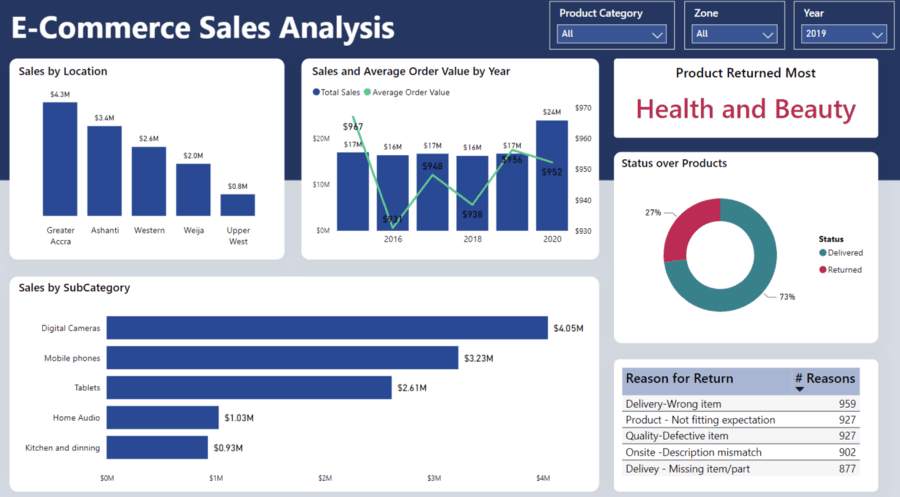 E-Commerce Sales Analysis
Product Category
All
Zone
All
Year
2019
Sales by Location
$4.3M
$3.4M
$2.6M
$2.0M
$0.8M
Greater Accra
Ashanti
Western
Weija
Upper West
Sales and Average Order Value by Year
Total Sales
Average Order Value
$20M
$10M
$0M
$970
$960
$950
$940
$930
$967
$17M
$16M
$931
$17M
$948
$16M
$938
$17M
$956
$24M
$952
2016
2018
2020
Product Returned Most
Health and Beauty
Status over Products
27%
73%
Status
Delivered
Returned
Sales by SubCategory
Digital Cameras $4.05M
Mobile phones $3.23M
Tablets $2.61M
Home Audio $1.03M
Kitchen and dinning $0.93M
$0M $1M $2M $3M $4M
Reason for Return # Reasons
Delivery-Wrong item 959
Product - Not fitting expectation 927
Quality-Defective item 927
Onsite -Description mismatch 902
Delivey - Missing item/part 877